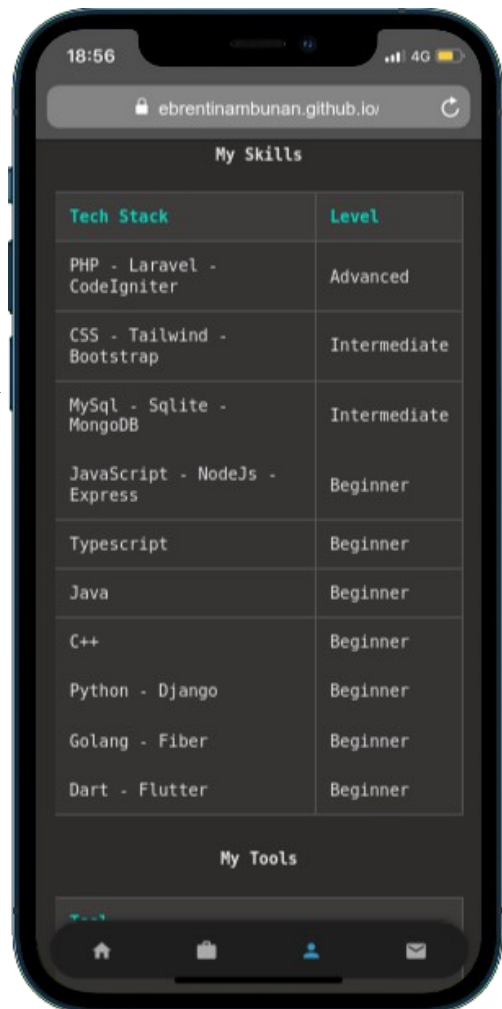 18:56
4G
ebrentinambunan.github.io/
My Skills
Tech Stack Level
PHP - Laravel -
CodeIgniter
Advanced
CSS - Tailwind -
Bootstrap
Intermediate
MySql - Sqlite -
MongoDB
Intermediate
JavaScript - NodeJs -
Express
Beginner
Typescript Beginner
Java Beginner
C++ Beginner
Python - Django Beginner
Golang - Fiber Beginner
Dart - Flutter Beginner
My Tools
Tool